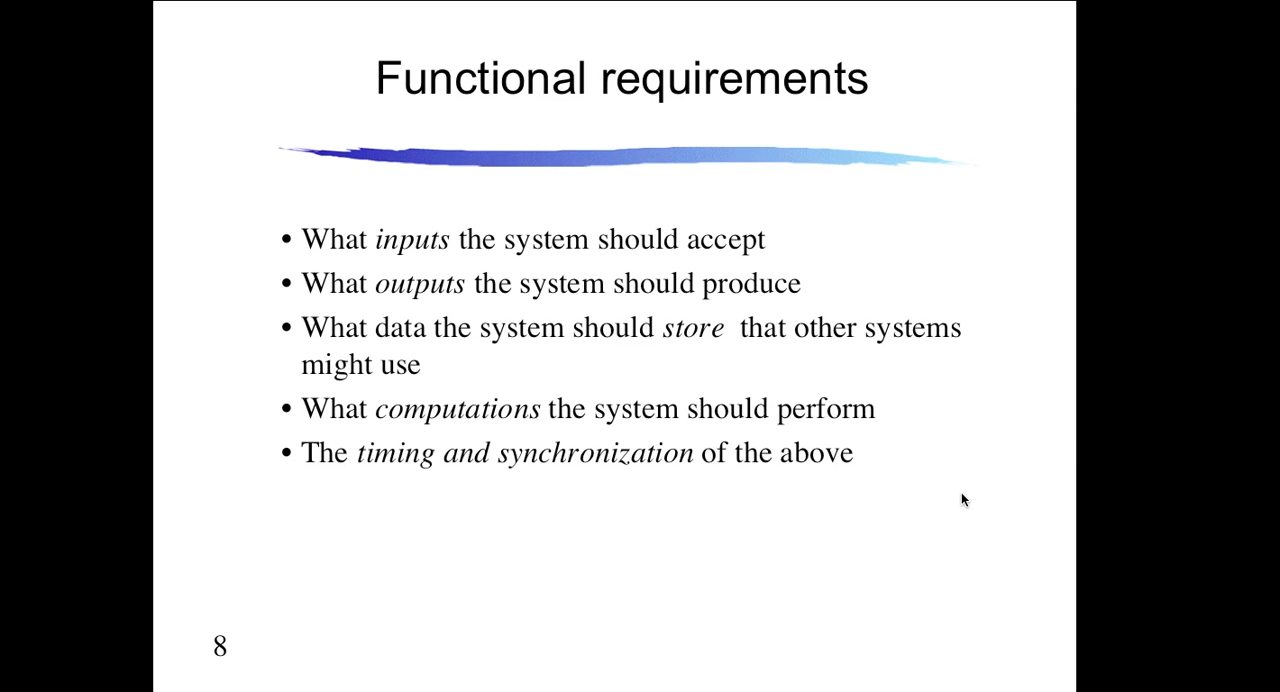 Functional requirements
• What inputs the system should accept
• What outputs the system should produce
• What data the system should store that other systems
might use
• What computations the system should perform
• The timing and synchronization of the above
8